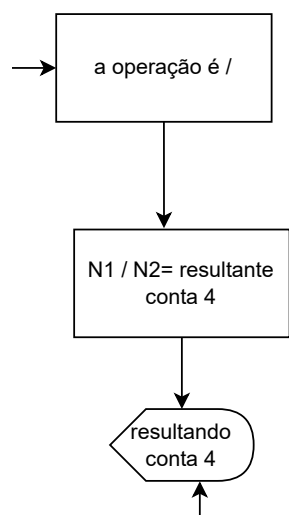 a operação é /
N1 / N2= resultante
conta 4
resultando
conta 4